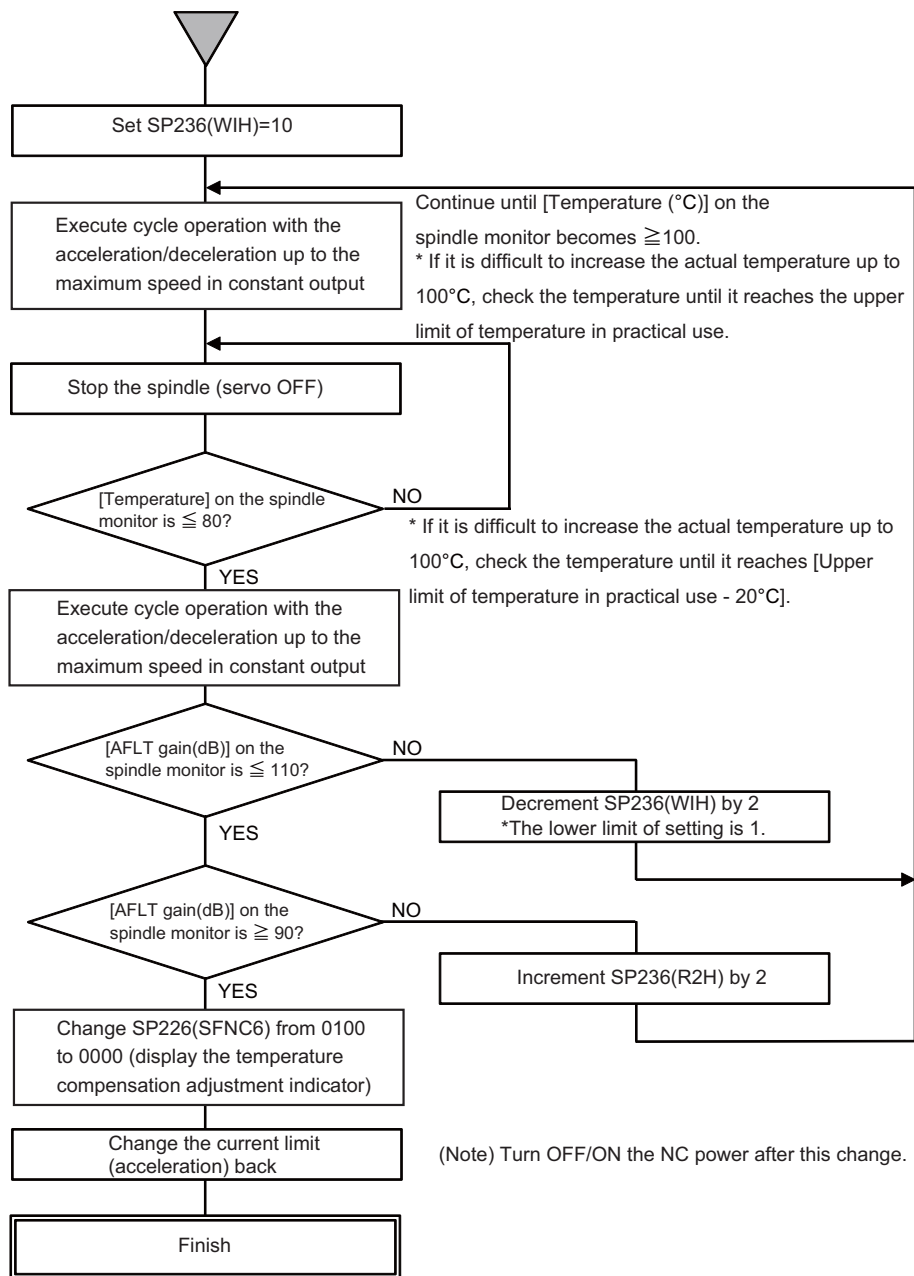 Set SP236(WIH)=10
Execute cycle operation with the
acceleration/deceleration up to the
maximum speed in constant output
Continue until [Temperature (°C)] on the
spindle monitor becomes ≧100.
* If it is difficult to increase the actual temperature up to
100°C, check the temperature until it reaches the upper
limit of temperature in practical use.
Stop the spindle (servo OFF)
[Temperature] on the spindle
monitor is ≦ 80?
NO
* If it is difficult to increase the actual temperature up to
100°C, check the temperature until it reaches [Upper
limit of temperature in practical use - 20°C].
YES
Execute cycle operation with the
acceleration/deceleration up to the
maximum speed in constant output
[AFLT gain(dB)] on the
spindle monitor is ≦ 110?
NO
Decrement SP236(WIH) by 2
*The lower limit of setting is 1.
YES
[AFLT gain(dB)] on the
spindle monitor is ≧ 90?
NO
Increment SP236(R2H) by 2
YES
Change SP226(SFNC6) from 0100
to 0000 (display the temperature
compensation adjustment indicator)
Change the current limit
(acceleration) back
(Note) Turn OFF/ON the NC power after this change.
Finish